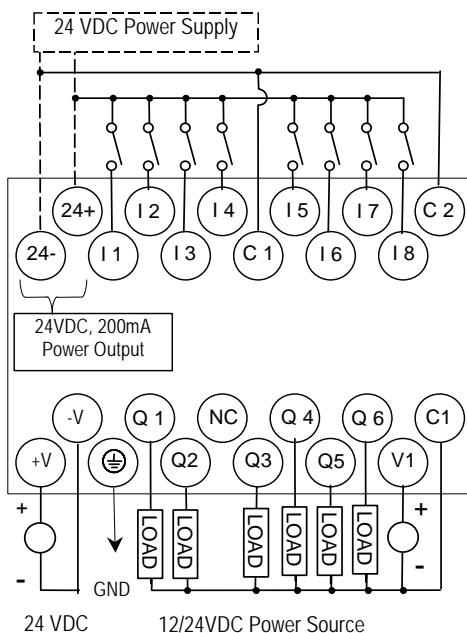 24 VDC Power Supply
24+ I 2 I 4 I 5 I 7 C 2
24- I 1 I 3 C 1 I 6 I 8
24VDC, 200mA
Power Output
-V Q 1 NC Q 4 Q 6 C1
+V Q2 Q3 Q5 V1
+ LOAD LOAD LOAD LOAD LOAD LOAD +
- -
GND
24 VDC 12/24VDC Power Source